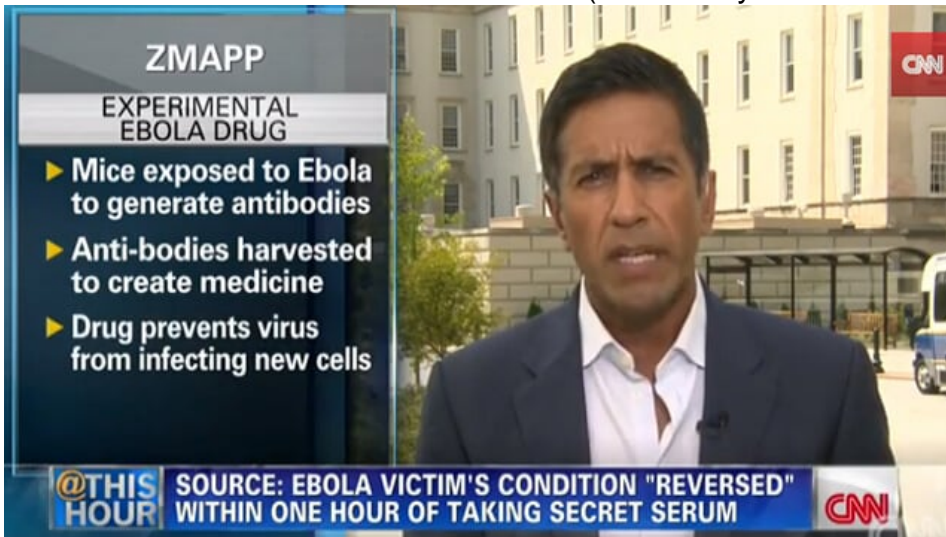 ZMAPP
EXPERIMENTAL
EBOLA DRUG
Mice exposed to Ebola
to generate antibodies
Anti-bodies harvested
to create medicine
Drug prevents virus
from infecting new cells
CNN
@THIS
HOUR
SOURCE: EBOLA VICTIM'S CONDITION "REVERSED"
WITHIN ONE HOUR OF TAKING SECRET SERUM
CNN